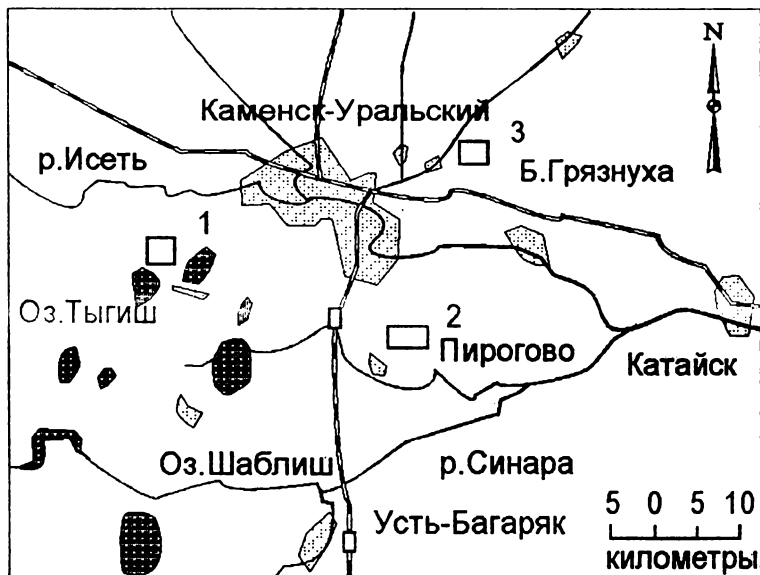 N
Каменск-Уральский
3
р.Исеть
Б.Грязнуха
1
Оз.Тыгиш
2
Пирогово
Катайск
Оз.Шаблиш
р.Синара
5 0 5 10
Усть-Багаряк
километры